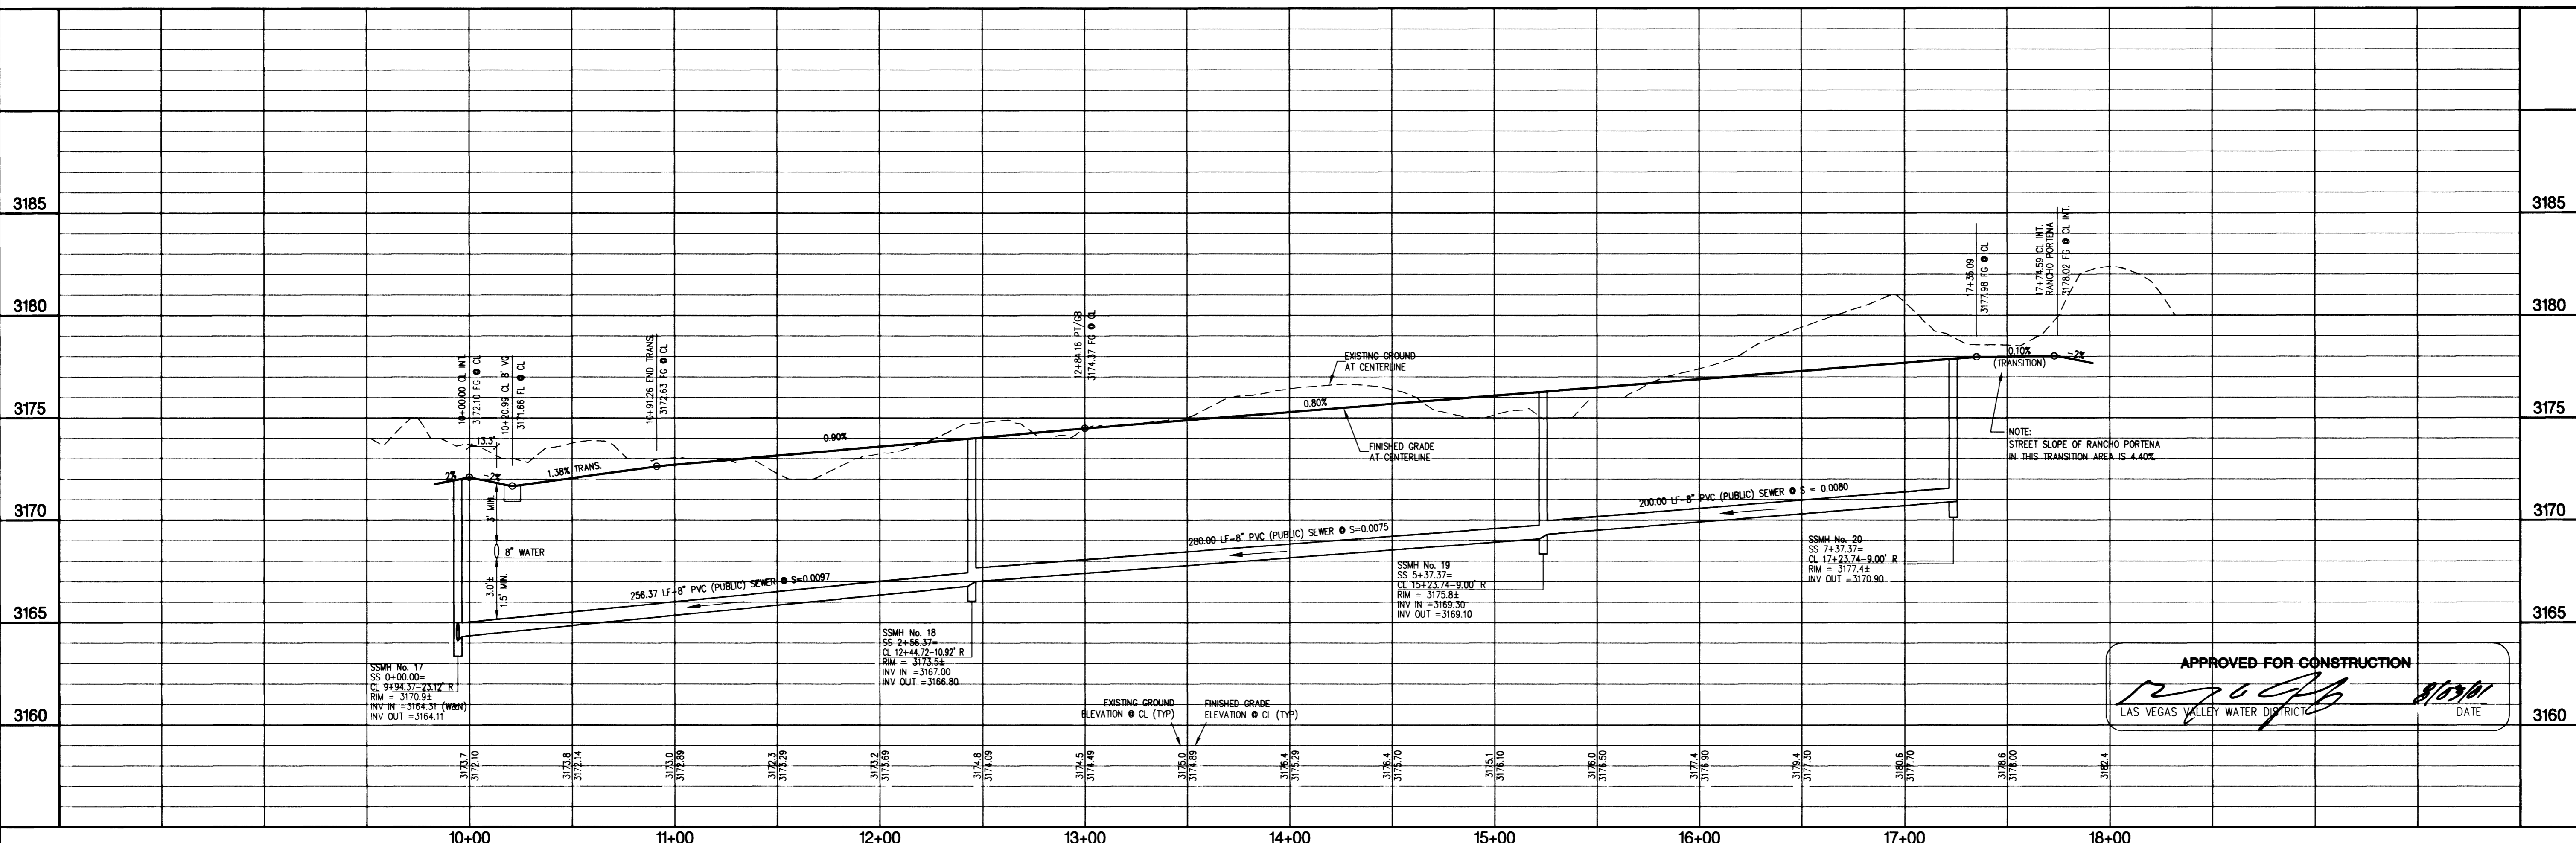 3185
3180
3175
3170
3165
3160
3185
3180
3175
3170
3165
3160
10+00.00 CL INT.
3172.10 FG @ CL
10+20.99 CL 8' VG
3171.66 FL @ CL
10+91.26 END TRANS.
3172.63 FG @ CL
12+84.16 PT/GB
3174.37 FG @ CL
17+35.09
3177.98 FG @ CL
17+74.59 CL INT.
RANCHO PORTENA
3178.02 FG @ CL INT.
13.3'
2%
-2%
1.38% TRANS.
0.90%
0.80%
0.10%
(TRANSITION)
-2%
EXISTING GROUND
AT CENTERLINE
FINISHED GRADE
AT CENTERLINE
NOTE:
STREET SLOPE OF RANCHO PORTENA
IN THIS TRANSITION AREA IS 4.40%
3' MIN.
8" WATER
3.0'±
1.5' MIN.
256.37 LF-8" PVC (PUBLIC) SEWER @ S=0.0097
280.00 LF-8" PVC (PUBLIC) SEWER @ S=0.0075
200.00 LF-8" PVC (PUBLIC) SEWER @ S = 0.0080
SSMH No. 17
SS 0+00.00=
CL 9+94.37-23.12' R
RIM = 3170.9±
INV IN =3164.31 (W&N)
INV OUT =3164.11
SSMH No. 18
SS 2+56.37=
CL 12+44.72-10.92' R
RIM = 3173.5±
INV IN =3167.00
INV OUT =3166.80
SSMH No. 19
SS 5+37.37=
CL 15+23.74-9.00' R
RIM = 3175.8±
INV IN =3169.30
INV OUT =3169.10
SSMH No. 20
SS 7+37.37=
CL 17+23.74-9.00' R
RIM = 3177.4±
INV OUT =3170.90
EXISTING GROUND
ELEVATION @ CL (TYP)
FINISHED GRADE
ELEVATION @ CL (TYP)
APPROVED FOR CONSTRUCTION
LAS VEGAS VALLEY WATER DISTRICT
DATE
3173.7
3172.10
3173.8
3172.14
3173.0
3172.89
3172.3
3173.29
3173.2
3173.69
3174.8
3174.09
3174.5
3174.49
3175.0
3174.89
3176.4
3175.29
3176.4
3175.70
3175.1
3176.10
3176.0
3176.50
3177.4
3176.90
3179.4
3177.30
3180.6
3177.70
3178.6
3178.00
3182.4
10+00
11+00
12+00
13+00
14+00
15+00
16+00
17+00
18+00